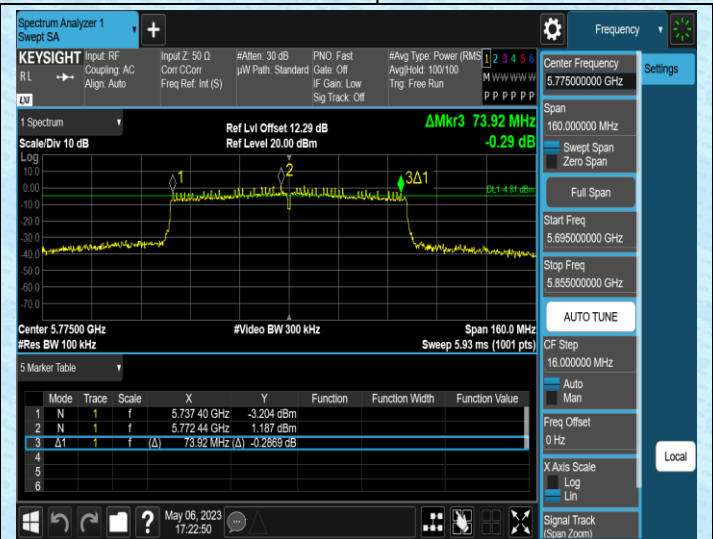 Spectrum Analyzer 1
Swept SA
+
Frequency
KEYSIGHT
RL
LXI
Input: RF
Coupling: AC
Align: Auto
Input Z: 50 Ω
Corr CCorr
Freq Ref: Int (S)
#Atten: 30 dB
µW Path: Standard
PNO: Fast
Gate: Off
IF Gain: Low
Sig Track: Off
#Avg Type: Power (RMS
Avg|Hold: 100/100
Trig: Free Run
1 2 3 4 5 6
M W W W W W
P P P P P P
Center Frequency
5.775000000 GHz
Settings
Span
160.000000 MHz
Swept Span
Zero Span
Full Span
Start Freq
5.695000000 GHz
Stop Freq
5.855000000 GHz
AUTO TUNE
CF Step
16.000000 MHz
Auto
Man
Freq Offset
0 Hz
X Axis Scale
Log
Lin
Local
Signal Track
(Span Zoom)
1 Spectrum
Scale/Div 10 dB
Ref Lvl Offset 12.29 dB
Ref Level 20.00 dBm
ΔMkr3 73.92 MHz
-0.29 dB
Log
10.0
0.00
-10.0
-20.0
-30.0
-40.0
-50.0
-60.0
-70.0
1
2
3Δ1
DL1 -4.81 dBm
Center 5.77500 GHz
#Video BW 300 kHz
Span 160.0 MHz
#Res BW 100 kHz
Sweep 5.93 ms (1001 pts)
5 Marker Table
Mode Trace Scale X Y Function Function Width Function Value
1 N 1 f 5.737 40 GHz -3.204 dBm
2 N 1 f 5.772 44 GHz 1.187 dBm
3 Δ1 1 f (Δ) 73.92 MHz (Δ) -0.2869 dB
4
5
6
?
May 06, 2023
17:22:50